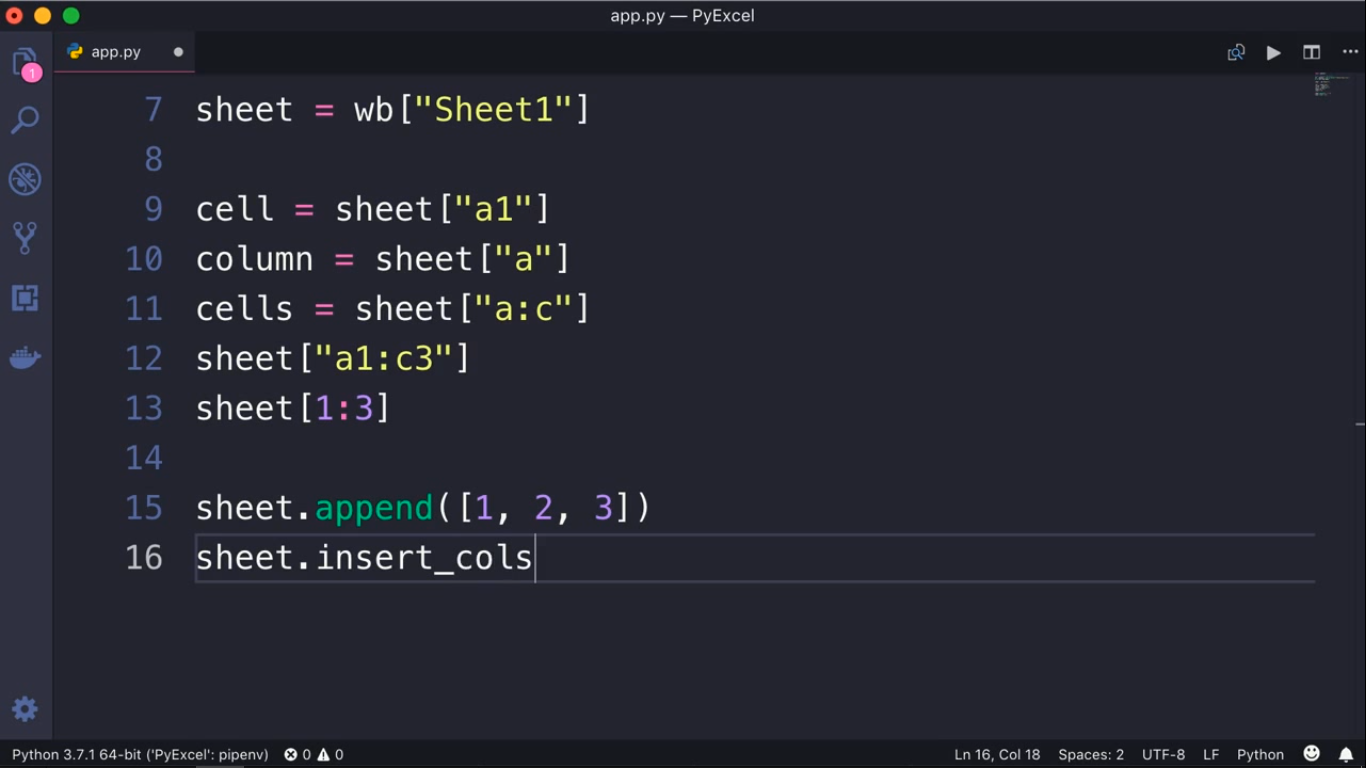 app.py — PyExcel
app.py
1
7 sheet = wb["Sheet1"]
8
9 cell = sheet["a1"]
10 column = sheet["a"]
11 cells = sheet["a:c"]
12 sheet["a1:c3"]
13 sheet[1:3]
14
15 sheet.append([1, 2, 3])
16 sheet.insert_cols
Python 3.7.1 64-bit ('PyExcel': pipenv) 0 0 Ln 16, Col 18 Spaces: 2 UTF-8 LF Python